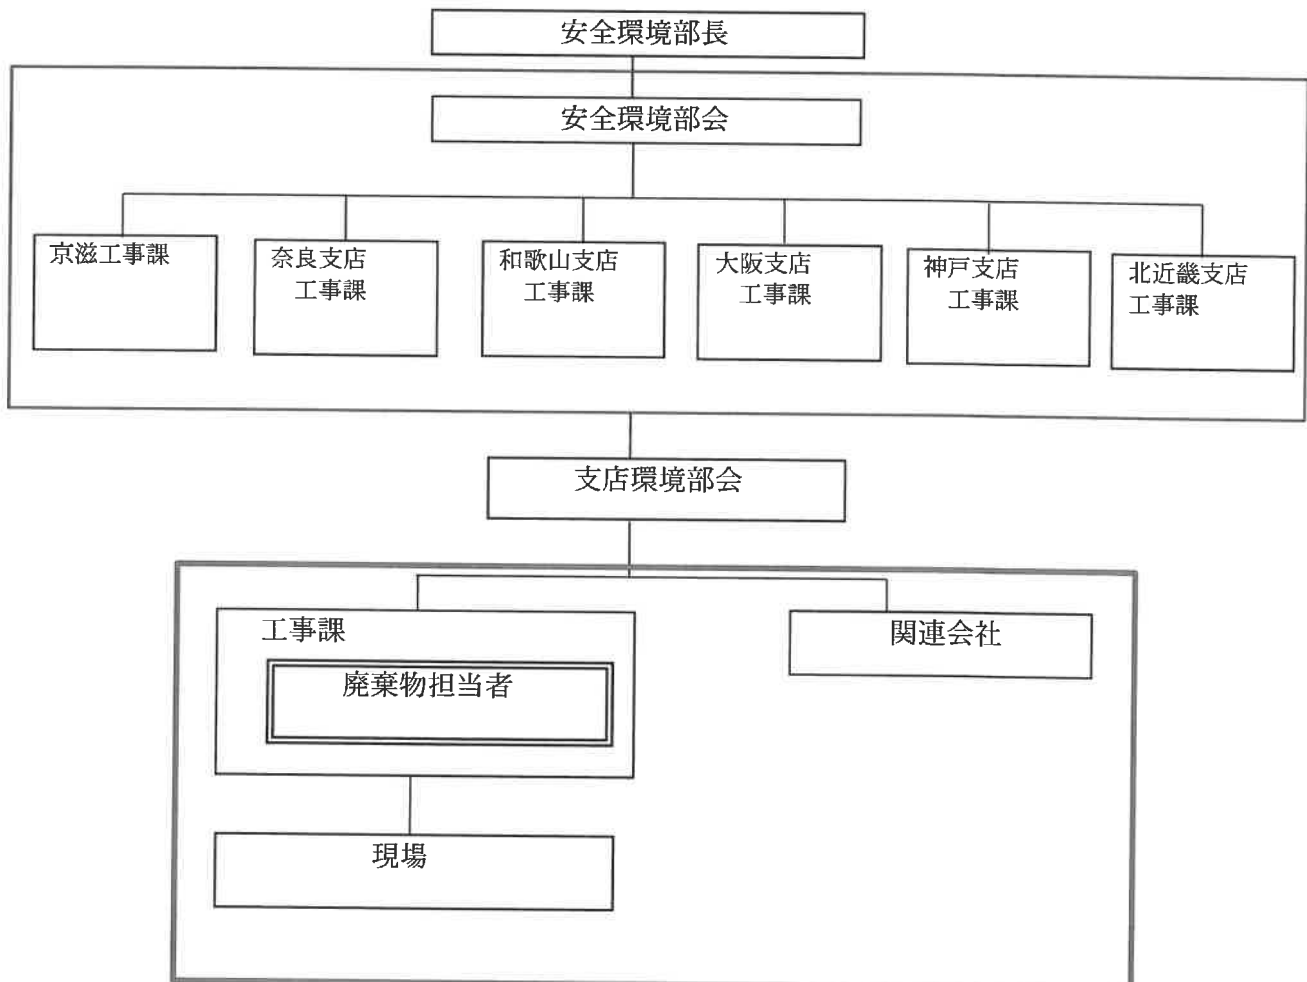 安全環境部長
安全環境部会
京滋工事課
奈良支店
工事課
和歌山支店
工事課
大阪支店
工事課
神戸支店
工事課
北近畿支店
工事課
支店環境部会
工事課
廃棄物担当者
関連会社
現場